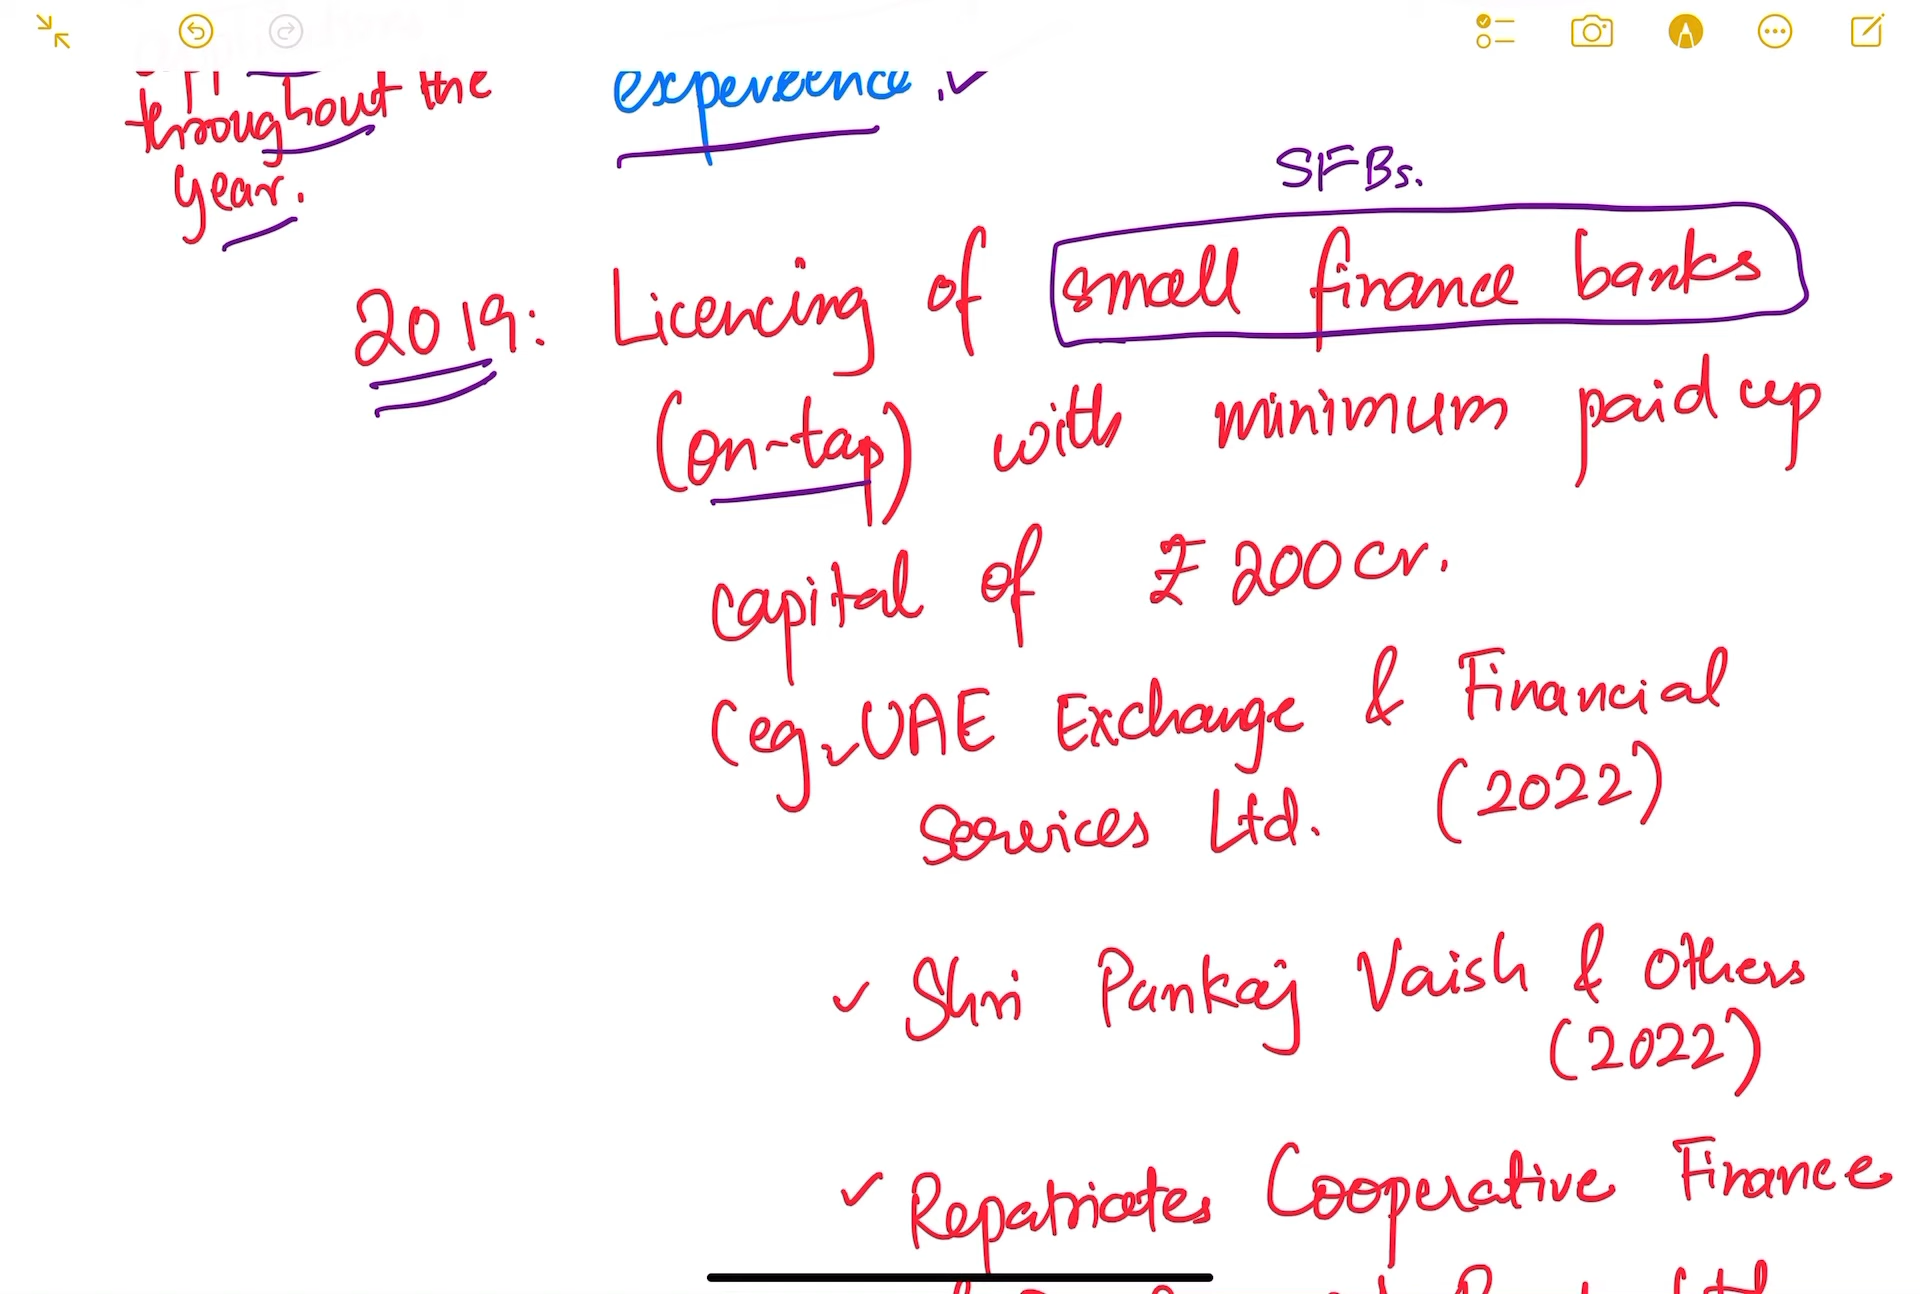 throughout the
year.
experience.
SFBs.
2019: Licencing of small finance banks
(on-tap) with minimum paid up
capital of ₹ 200 cr.
(eg, UAE Exchange & Financial
Services Ltd. (2022)
Shri Pankaj Vaish & Others
(2022)
Repatriates Cooperative Finance